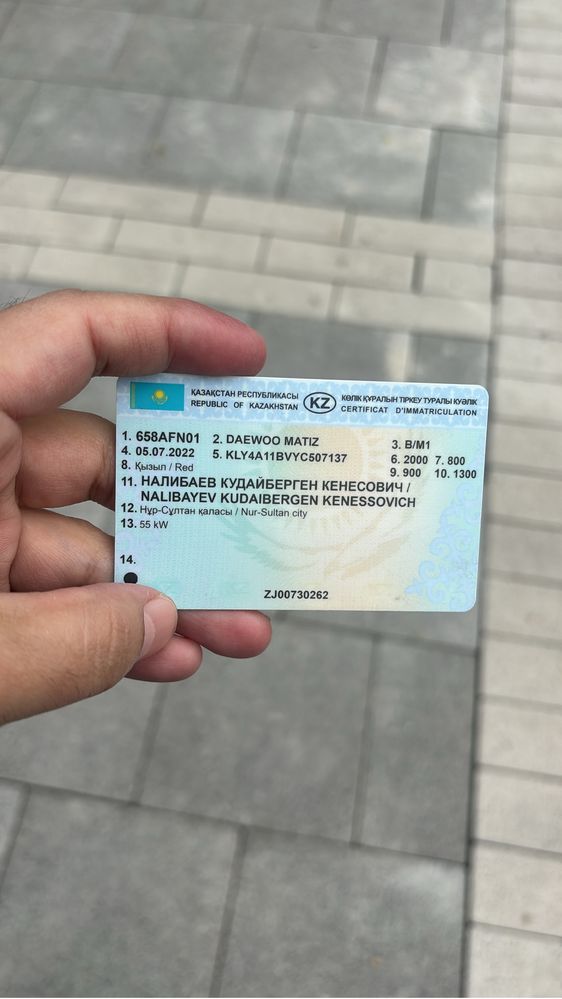 ҚАЗАҚСТАН РЕСПУБЛИКАСЫ KZ КӨЛІК ҚҰРАЛЫН ТІРКЕУ ТУРАЛЫ КУӘЛІК
REPUBLIC OF KAZAKHSTAN CERTIFICAT D'IMMATRICULATION
1. 658AFN01 2. DAEWOO MATIZ 3. B/M1
4. 05.07.2022 5. KLY4A11BVYC507137 6. 2000 7. 800
8. Қызыл / Red 9. 900 10. 1300
11. НАЛИБАЕВ КУДАЙБЕРГЕН КЕНЕСОВИЧ /
NALIBAYEV KUDAIBERGEN KENESSOVICH
12. Нұр-Сұлтан қаласы / Nur-Sultan city
13. 55 kW
14.
ZJ00730262